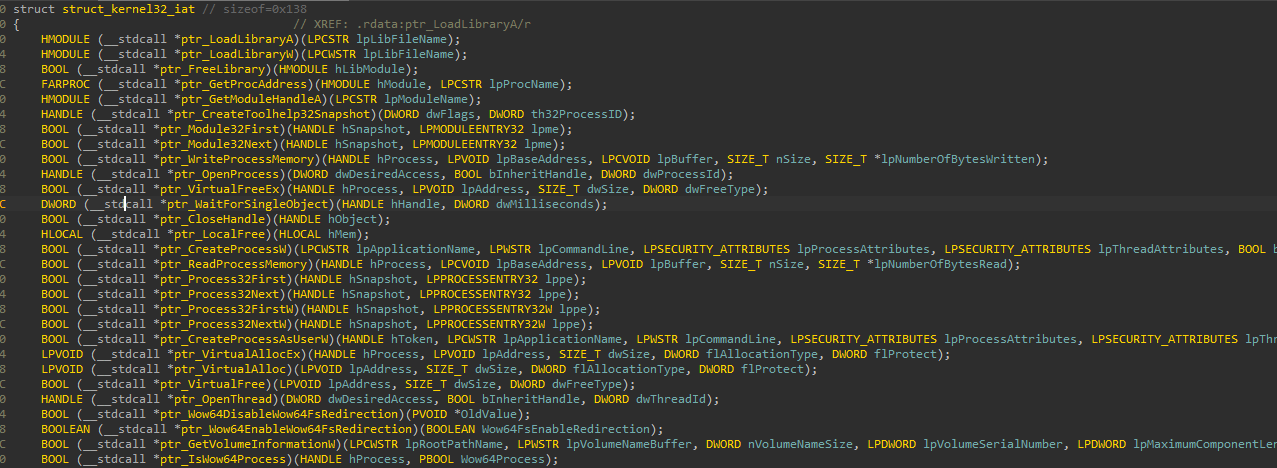 0 struct struct_kernel32_iat // sizeof=0x138
0 { // XREF: .rdata:ptr_LoadLibraryA/r
0 HMODULE (__stdcall *ptr_LoadLibraryA)(LPCSTR lpLibFileName);
4 HMODULE (__stdcall *ptr_LoadLibraryW)(LPCWSTR lpLibFileName);
8 BOOL (__stdcall *ptr_FreeLibrary)(HMODULE hLibModule);
C FARPROC (__stdcall *ptr_GetProcAddress)(HMODULE hModule, LPCSTR lpProcName);
0 HMODULE (__stdcall *ptr_GetModuleHandleA)(LPCSTR lpModuleName);
4 HANDLE (__stdcall *ptr_CreateToolhelp32Snapshot)(DWORD dwFlags, DWORD th32ProcessID);
8 BOOL (__stdcall *ptr_Module32First)(HANDLE hSnapshot, LPMODULEENTRY32 lpme);
C BOOL (__stdcall *ptr_Module32Next)(HANDLE hSnapshot, LPMODULEENTRY32 lpme);
0 BOOL (__stdcall *ptr_WriteProcessMemory)(HANDLE hProcess, LPVOID lpBaseAddress, LPCVOID lpBuffer, SIZE_T nSize, SIZE_T *lpNumberOfBytesWritten);
4 HANDLE (__stdcall *ptr_OpenProcess)(DWORD dwDesiredAccess, BOOL bInheritHandle, DWORD dwProcessId);
8 BOOL (__stdcall *ptr_VirtualFreeEx)(HANDLE hProcess, LPVOID lpAddress, SIZE_T dwSize, DWORD dwFreeType);
C DWORD (__stdcall *ptr_WaitForSingleObject)(HANDLE hHandle, DWORD dwMilliseconds);
0 BOOL (__stdcall *ptr_CloseHandle)(HANDLE hObject);
4 HLOCAL (__stdcall *ptr_LocalFree)(HLOCAL hMem);
8 BOOL (__stdcall *ptr_CreateProcessW)(LPCWSTR lpApplicationName, LPWSTR lpCommandLine, LPSECURITY_ATTRIBUTES lpProcessAttributes, LPSECURITY_ATTRIBUTES lpThreadAttributes, BOOL b
C BOOL (__stdcall *ptr_ReadProcessMemory)(HANDLE hProcess, LPCVOID lpBaseAddress, LPVOID lpBuffer, SIZE_T nSize, SIZE_T *lpNumberOfBytesRead);
0 BOOL (__stdcall *ptr_Process32First)(HANDLE hSnapshot, LPPROCESSENTRY32 lppe);
4 BOOL (__stdcall *ptr_Process32Next)(HANDLE hSnapshot, LPPROCESSENTRY32 lppe);
8 BOOL (__stdcall *ptr_Process32FirstW)(HANDLE hSnapshot, LPPROCESSENTRY32W lppe);
C BOOL (__stdcall *ptr_Process32NextW)(HANDLE hSnapshot, LPPROCESSENTRY32W lppe);
0 BOOL (__stdcall *ptr_CreateProcessAsUserW)(HANDLE hToken, LPCWSTR lpApplicationName, LPWSTR lpCommandLine, LPSECURITY_ATTRIBUTES lpProcessAttributes, LPSECURITY_ATTRIBUTES lpThr
4 LPVOID (__stdcall *ptr_VirtualAllocEx)(HANDLE hProcess, LPVOID lpAddress, SIZE_T dwSize, DWORD flAllocationType, DWORD flProtect);
8 LPVOID (__stdcall *ptr_VirtualAlloc)(LPVOID lpAddress, SIZE_T dwSize, DWORD flAllocationType, DWORD flProtect);
C BOOL (__stdcall *ptr_VirtualFree)(LPVOID lpAddress, SIZE_T dwSize, DWORD dwFreeType);
0 HANDLE (__stdcall *ptr_OpenThread)(DWORD dwDesiredAccess, BOOL bInheritHandle, DWORD dwThreadId);
4 BOOL (__stdcall *ptr_Wow64DisableWow64FsRedirection)(PVOID *OldValue);
8 BOOLEAN (__stdcall *ptr_Wow64EnableWow64FsRedirection)(BOOLEAN Wow64FsEnableRedirection);
C BOOL (__stdcall *ptr_GetVolumeInformationW)(LPCWSTR lpRootPathName, LPWSTR lpVolumeNameBuffer, DWORD nVolumeNameSize, LPDWORD lpVolumeSerialNumber, LPDWORD lpMaximumComponentLen
0 BOOL (__stdcall *ptr_IsWow64Process)(HANDLE hProcess, PBOOL Wow64Process);